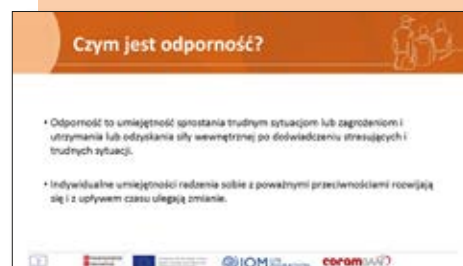 Czym jest odporność?
• Odporność to umiejętność sprostania trudnym sytuacjom lub zagrożeniom i
utrzymania lub odzyskania siły wewnętrznej po doświadczeniu stresujących i
trudnych sytuacji.
• Indywidualne umiejętności radzenia sobie z poważnymi przeciwnościami rozwijają
się i z upływem czasu ulegają zmianie.
IOM
coram